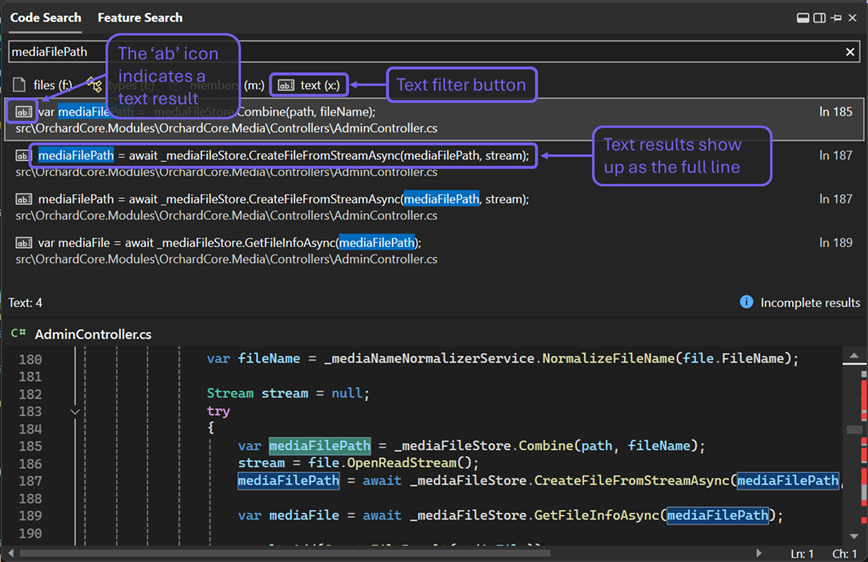 Code Search Feature Search
mediaFilePath
The ‘ab’ icon
indicates a
text result
files (f:) types (t:) members (m:) text (x:)
Text filter button
var mediaFilePath = _mediaFileStore.Combine(path, fileName); ln 185
src\OrchardCore.Modules\OrchardCore.Media\Controllers\AdminController.cs
mediaFilePath = await _mediaFileStore.CreateFileFromStreamAsync(mediaFilePath, stream); ln 187
src\OrchardCore.Modules\OrchardCore.Media\Controllers\AdminController.cs
Text results show
up as the full line
mediaFilePath = await _mediaFileStore.CreateFileFromStreamAsync(mediaFilePath, stream); ln 187
src\OrchardCore.Modules\OrchardCore.Media\Controllers\AdminController.cs
var mediaFile = await _mediaFileStore.GetFileInfoAsync(mediaFilePath); ln 189
src\OrchardCore.Modules\OrchardCore.Media\Controllers\AdminController.cs
Text: 4 Incomplete results
C# AdminController.cs
180 var fileName = _mediaNameNormalizerService.NormalizeFileName(file.FileName);
181
182 Stream stream = null;
183 try
184 {
185 var mediaFilePath = _mediaFileStore.Combine(path, fileName);
186 stream = file.OpenReadStream();
187 mediaFilePath = await _mediaFileStore.CreateFileFromStreamAsync(mediaFilePath,
188
189 var mediaFile = await _mediaFileStore.GetFileInfoAsync(mediaFilePath);
190
Ln: 1 Ch: 1